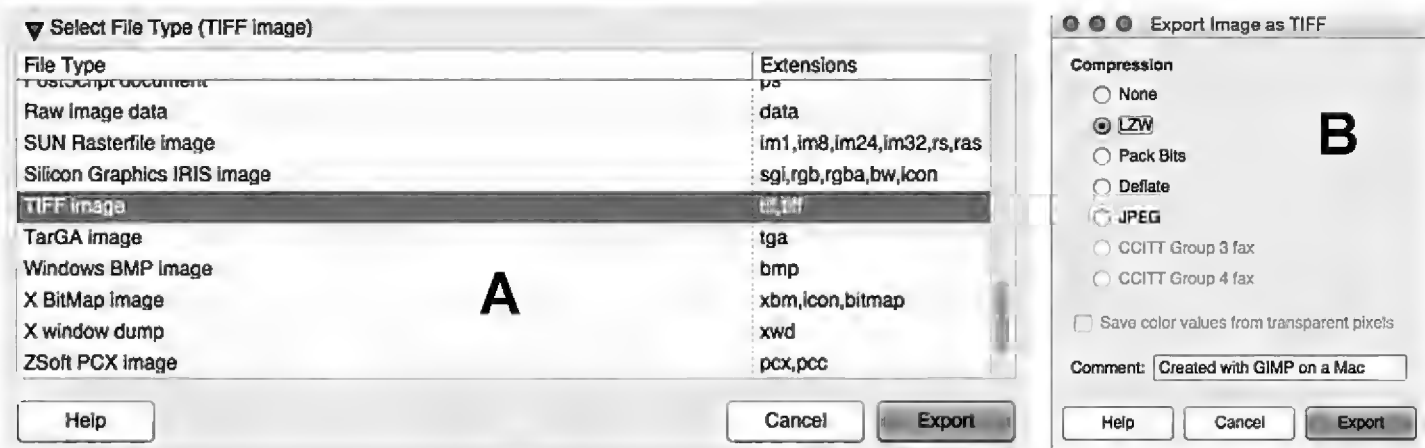 Select File Type (TIFF image)
File Type Extensions
PostScript document ps
Raw image data data
SUN Rasterfile image im1,im8,im24,im32,rs,ras
Silicon Graphics IRIS image sgi,rgb,rgba,bw,icon
TIFF image tif,tiff
TarGA image tga
Windows BMP image bmp
X BitMap image xbm,icon,bitmap
X window dump xwd
ZSoft PCX image pcx,pcc
A
Help Cancel Export
Export Image as TIFF
Compression
None
LZW
Pack Bits
Deflate
JPEG
CCITT Group 3 fax
CCITT Group 4 fax
B
Save color values from transparent pixels
Comment: Created with GIMP on a Mac
Help Cancel Export